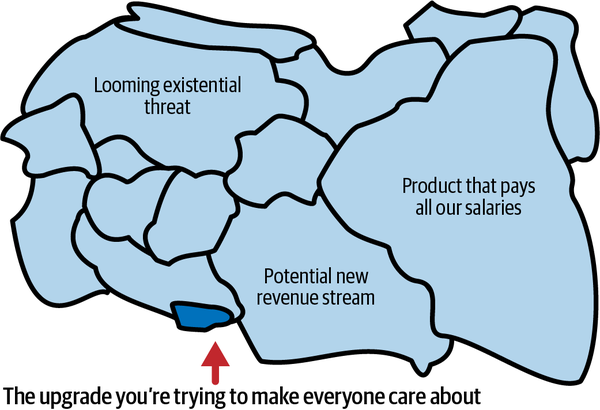 Looming existential
threat
Product that pays
all our salaries
Potential new
revenue stream
The upgrade you're trying to make everyone care about